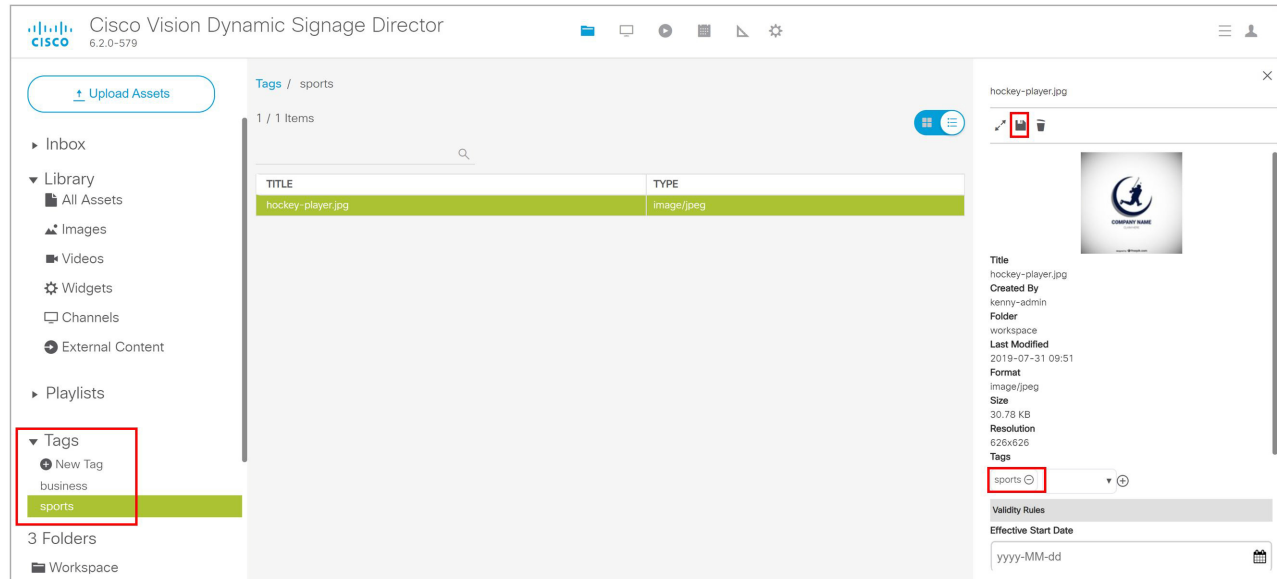 CISCO
Cisco Vision Dynamic Signage Director
6.2.0-579
Upload Assets
Inbox
Library
All Assets
Images
Videos
Widgets
Channels
External Content
Playlists
Tags
New Tag
business
sports
3 Folders
Workspace
Tags / sports
1 / 1 Items
TITLE TYPE
hockey-player.jpg image/jpeg
hockey-player.jpg
COMPANY NAME
Title
hockey-player.jpg
Created By
kenny-admin
Folder
workspace
Last Modified
2019-07-31 09:51
Format
image/jpeg
Size
30.78 KB
Resolution
626x626
Tags
sports
Validity Rules
Effective Start Date
yyyy-MM-dd